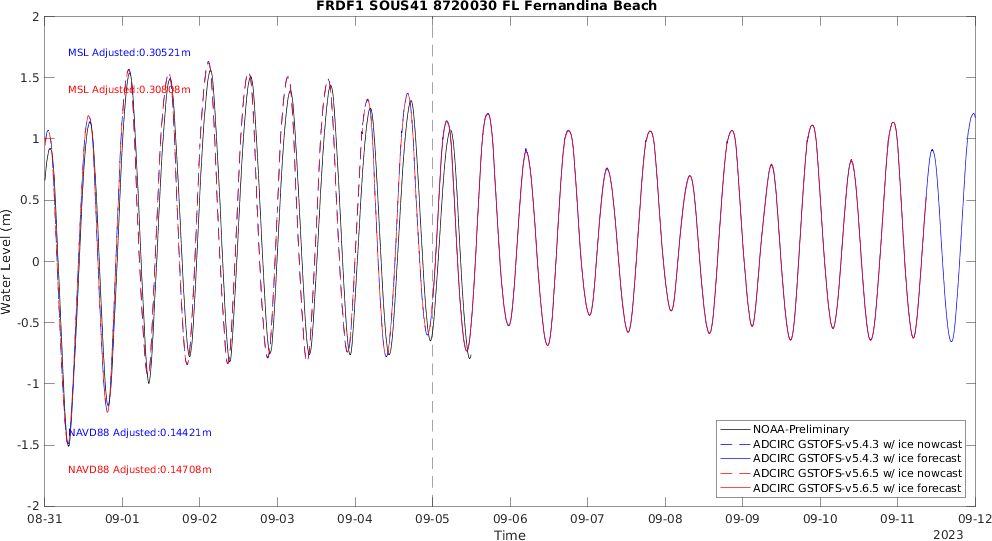 FRDF1 SOUS41 8720030 FL Fernandina Beach
2
1.5
1
0.5
0
-0.5
-1
-1.5
-2
Water Level (m)
MSL Adjusted:0.30521m
MSL Adjusted:0.30808m
NAVD88 Adjusted:0.14421m
NAVD88 Adjusted:0.14708m
NOAA-Preliminary
ADCIRC GSTOFS-v5.4.3 w/ ice nowcast
ADCIRC GSTOFS-v5.4.3 w/ ice forecast
ADCIRC GSTOFS-v5.6.5 w/ ice nowcast
ADCIRC GSTOFS-v5.6.5 w/ ice forecast
08-31 09-01 09-02 09-03 09-04 09-05 09-06 09-07 09-08 09-09 09-10 09-11 09-12
Time
2023